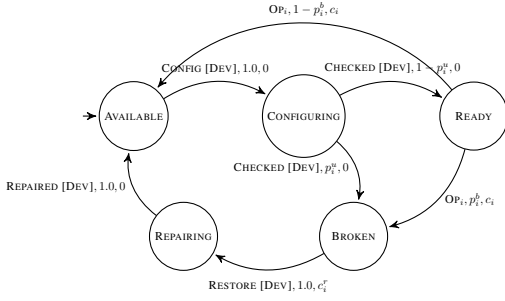 Op_i, 1 − p_i^b, c_i
Config [Dev], 1.0, 0
Checked [Dev], 1 − p_i^u, 0
Available
Configuring
Ready
Checked [Dev], p_i^u, 0
Repaired [Dev], 1.0, 0
Op_i, p_i^b, c_i
Repairing
Broken
Restore [Dev], 1.0, c_i^r